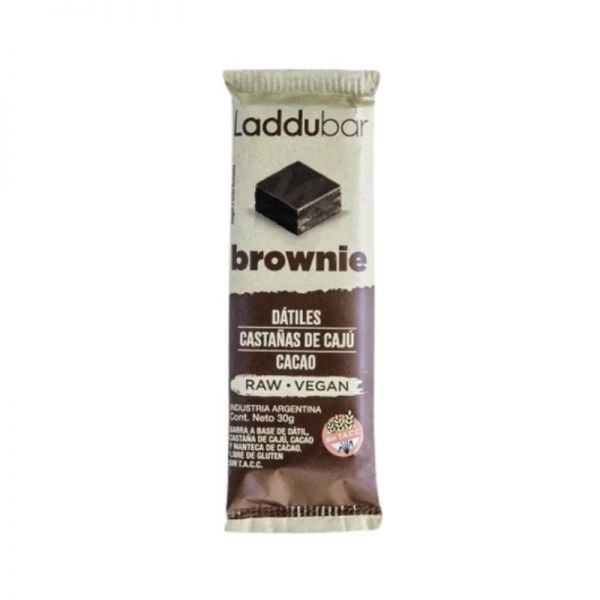 Laddubar
brownie
DÁTILES
CASTAÑAS DE CAJÚ
CACAO
RAW • VEGAN
INDUSTRIA ARGENTINA
Cont. Neto 30g
BARRA A BASE DE DÁTIL,
CASTAÑA DE CAJÚ, CACAO
Y MANTECA DE CACAO.
LIBRE DE GLUTEN
SIN T.A.C.C.
Sin T.A.C.C.